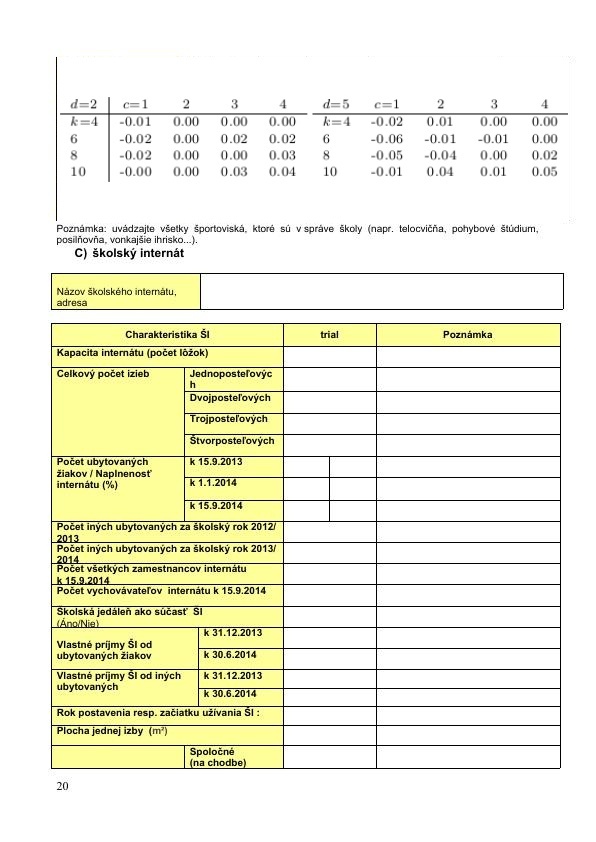 d=2 c=1 2 3 4 d=5 c=1 2 3 4
k=4 -0.01 0.00 0.00 0.00 k=4 -0.02 0.01 0.00 0.00
6 -0.02 0.00 0.02 0.02 6 -0.06 -0.01 -0.01 0.00
8 -0.02 0.00 0.00 0.03 8 -0.05 -0.04 0.00 0.02
10 -0.00 0.00 0.03 0.04 10 -0.01 0.04 0.01 0.05
Poznámka: uvádzajte všetky športoviská, ktoré sú v správe školy (napr. telocvičňa, pohybové štúdium,
posilňovňa, vonkajšie ihrisko...).
C) školský internát
Názov školského internátu,
adresa
Charakteristika ŠI trial Poznámka
Kapacita internátu (počet lôžok)
Celkový počet izieb Jednoposteľovýc
h
Dvojposteľových
Trojposteľových
Štvorposteľových
Počet ubytovaných k 15.9.2013
žiakov / Naplnenosť
internátu (%) k 1.1.2014
k 15.9.2014
Počet iných ubytovaných za školský rok 2012/
2013
Počet iných ubytovaných za školský rok 2013/
2014
Počet všetkých zamestnancov internátu
k 15.9.2014
Počet vychovávateľov internátu k 15.9.2014
Školská jedáleň ako súčasť ŠI
(Áno/Nie)
Vlastné príjmy ŠI od k 31.12.2013
ubytovaných žiakov k 30.6.2014
Vlastné príjmy ŠI od iných k 31.12.2013
ubytovaných k 30.6.2014
Rok postavenia resp. začiatku užívania ŠI :
Plocha jednej izby (m²)
Spoločné
(na chodbe)
20